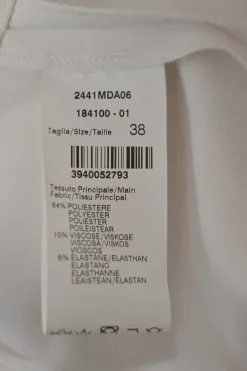 2441MDA06
184100 - 01
Taglia/Size/Taille 38
3940052793
Tessuto Principale/Main
Fabric/Tissu Principal
84% POLIESTERE
POLYESTER
POLIESTER
POLYESTER
POILEISTEAR
10% VISCOSE/VISKOSE
VISCOSA/VISKOS
VIOSCOS
6% ELASTANE/ELASTHAN
ELASTANO
ELASTHANNE
LEAISTEAN/ELASTAN